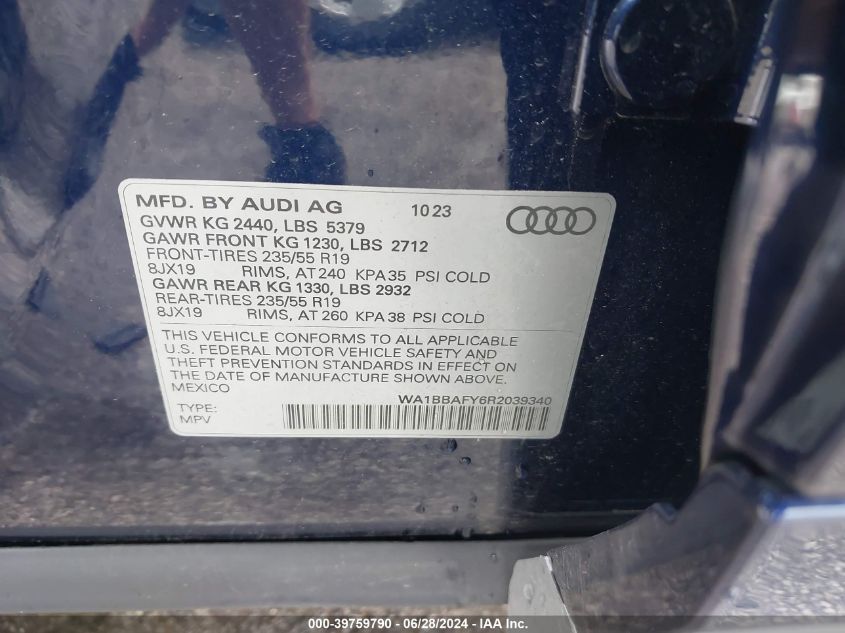 MFD. BY AUDI AG 10 23
GVWR KG 2440, LBS 5379
GAWR FRONT KG 1230, LBS 2712
FRONT-TIRES 235/55 R19
8JX19 RIMS, AT 240 KPA 35 PSI COLD
GAWR REAR KG 1330, LBS 2932
REAR-TIRES 235/55 R19
8JX19 RIMS, AT 260 KPA 38 PSI COLD
THIS VEHICLE CONFORMS TO ALL APPLICABLE
U.S. FEDERAL MOTOR VEHICLE SAFETY AND
THEFT PREVENTION STANDARDS IN EFFECT ON
THE DATE OF MANUFACTURE SHOWN ABOVE.
MEXICO WA1BBAFY6R2039340
TYPE:
MPV
000-39759790 - 06/28/2024 - IAA Inc.